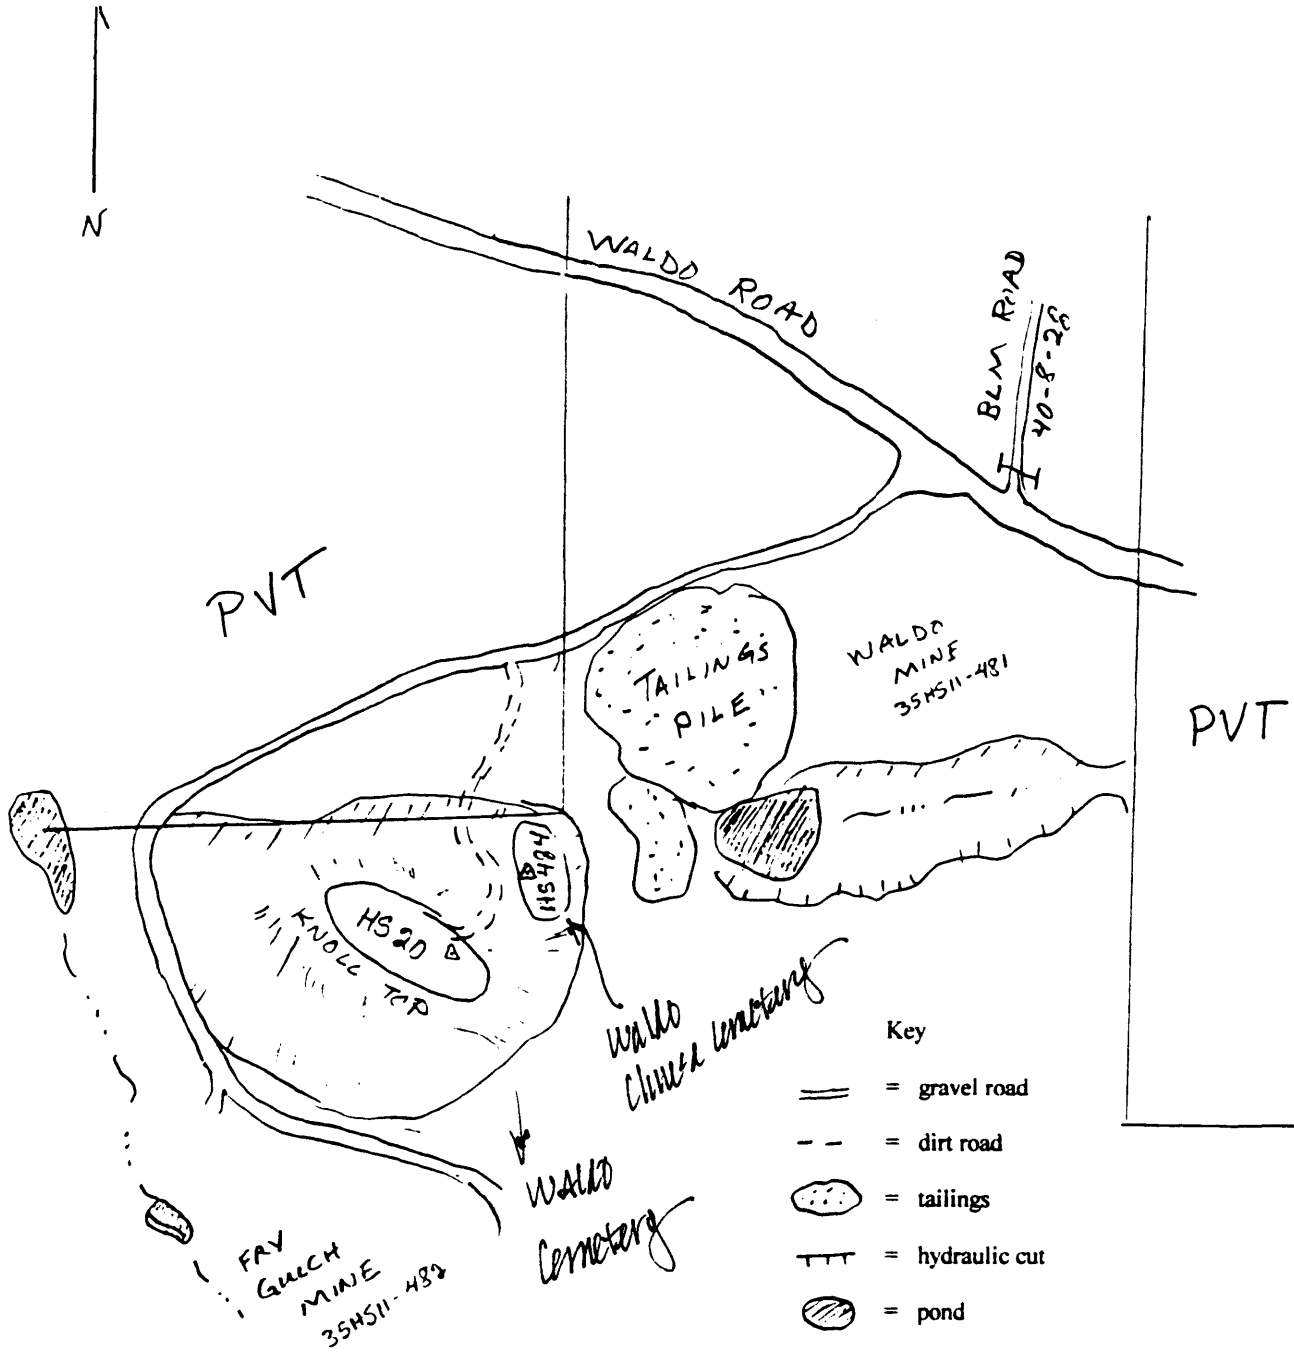 N
WALDO ROAD
BLM ROAD
40-8-28
PVT
TAILINGS
PILE
WALDO
MINE
35HS11-481
PVT
HS484
HS20
KNOLL TOP
Waldo
Cemetery
WALDO
Cemetery
FRY
GULCH
MINE
35HS11-482
Key
= gravel road
= dirt road
= tailings
= hydraulic cut
= pond